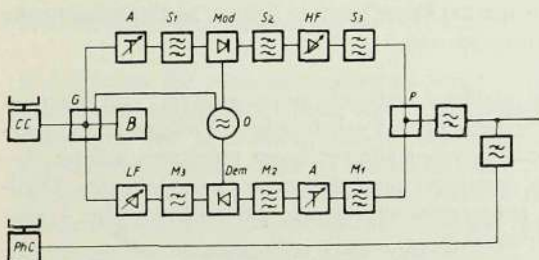 A S1 Mod S2 HF S3
G P
CC B O
LF M3 Dem M2 A M1
PhC